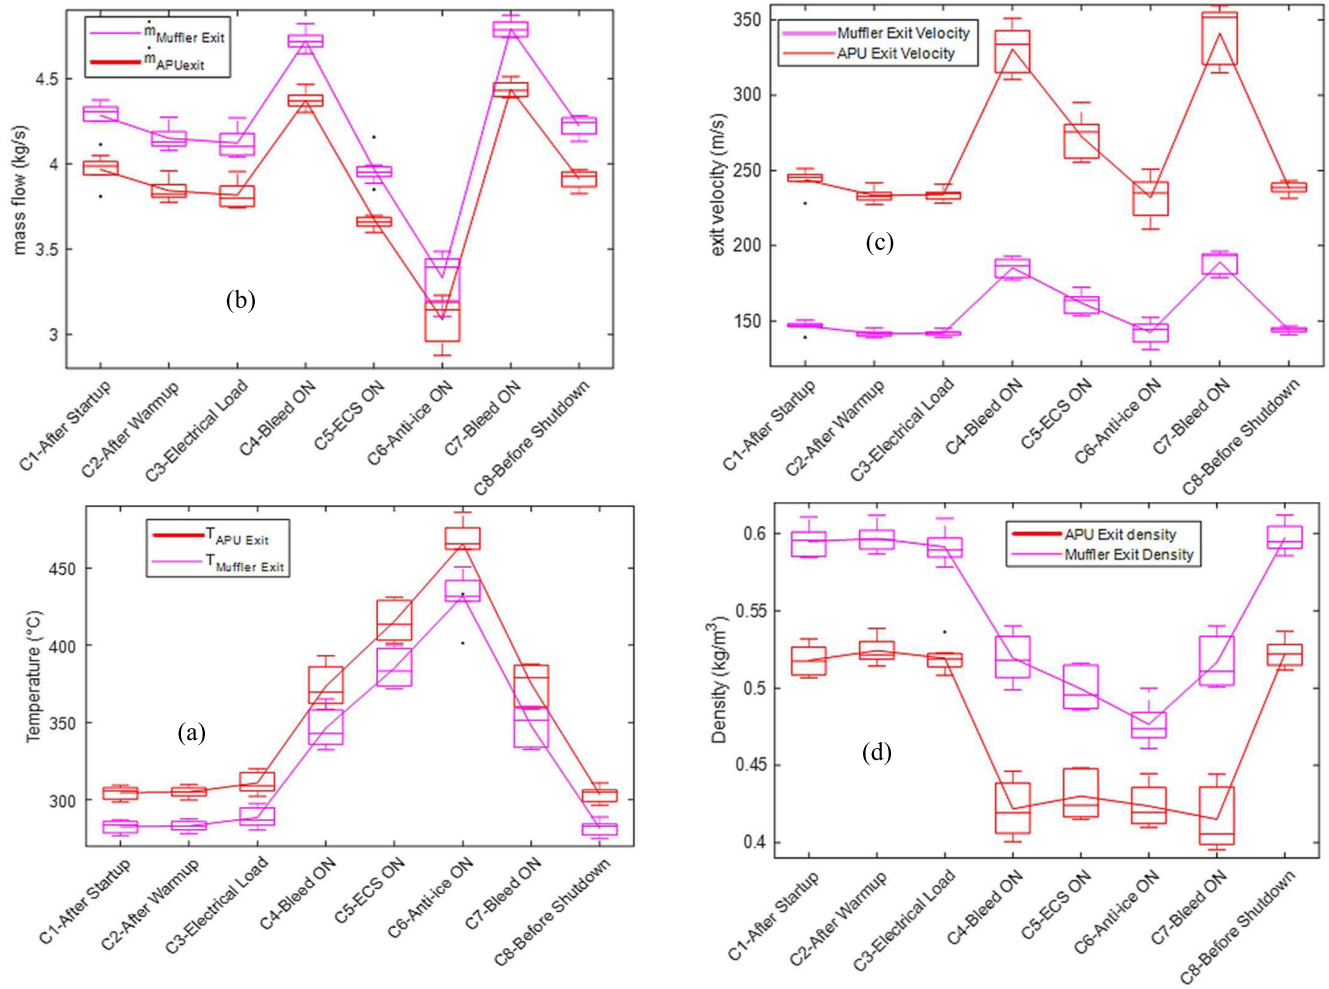 ṁMuffler Exit
ṁAPUexit
4.5
4
3.5
3
mass flow (kg/s)
(b)
C1-After Startup
C2-After Warmup
C3-Electrical Load
C4-Bleed ON
C5-ECS ON
C6-Anti-ice ON
C7-Bleed ON
C8-Before Shutdown
Muffler Exit Velocity
APU Exit Velocity
350
300
250
200
150
exit velocity (m/s)
(c)
C1-After Startup
C2-After Warmup
C3-Electrical Load
C4-Bleed ON
C5-ECS ON
C6-Anti-ice ON
C7-Bleed ON
C8-Before Shutdown
TAPU Exit
TMuffler Exit
450
400
350
300
Temperature (°C)
(a)
C1-After Startup
C2-After Warmup
C3-Electrical Load
C4-Bleed ON
C5-ECS ON
C6-Anti-ice ON
C7-Bleed ON
C8-Before Shutdown
APU Exit density
Muffler Exit Density
0.6
0.55
0.5
0.45
0.4
Density (kg/m³)
(d)
C1-After Startup
C2-After Warmup
C3-Electrical Load
C4-Bleed ON
C5-ECS ON
C6-Anti-ice ON
C7-Bleed ON
C8-Before Shutdown